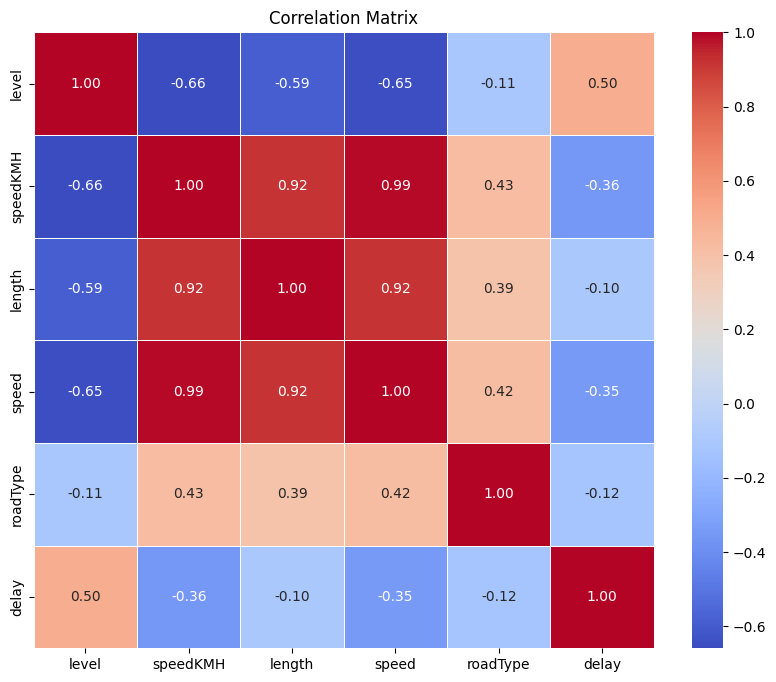 Correlation Matrix
level 1.00 -0.66 -0.59 -0.65 -0.11 0.50
speedKMH -0.66 1.00 0.92 0.99 0.43 -0.36
length -0.59 0.92 1.00 0.92 0.39 -0.10
speed -0.65 0.99 0.92 1.00 0.42 -0.35
roadType -0.11 0.43 0.39 0.42 1.00 -0.12
delay 0.50 -0.36 -0.10 -0.35 -0.12 1.00
level speedKMH length speed roadType delay
1.0
0.8
0.6
0.4
0.2
0.0
−0.2
−0.4
−0.6